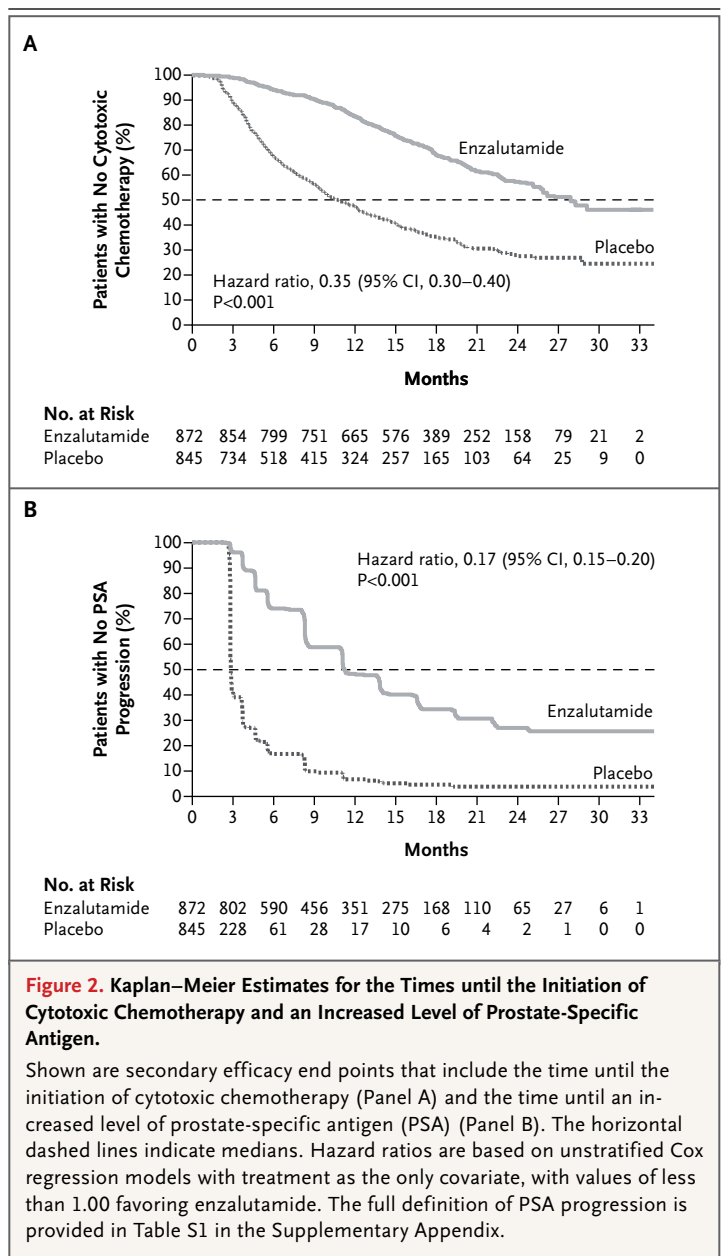 A
Patients with No Cytotoxic
Chemotherapy (%)
100
90
80
70
60
50
40
30
20
10
0
Enzalutamide
Placebo
Hazard ratio, 0.35 (95% CI, 0.30–0.40)
P<0.001
0 3 6 9 12 15 18 21 24 27 30 33
Months
No. at Risk
Enzalutamide 872 854 799 751 665 576 389 252 158 79 21 2
Placebo 845 734 518 415 324 257 165 103 64 25 9 0
B
Patients with No PSA
Progression (%)
100
90
80
70
60
50
40
30
20
10
0
Hazard ratio, 0.17 (95% CI, 0.15–0.20)
P<0.001
Enzalutamide
Placebo
0 3 6 9 12 15 18 21 24 27 30 33
Months
No. at Risk
Enzalutamide 872 802 590 456 351 275 168 110 65 27 6 1
Placebo 845 228 61 28 17 10 6 4 2 1 0 0
Figure 2. Kaplan–Meier Estimates for the Times until the Initiation of
Cytotoxic Chemotherapy and an Increased Level of Prostate-Specific
Antigen.
Shown are secondary efficacy end points that include the time until the
initiation of cytotoxic chemotherapy (Panel A) and the time until an in-
creased level of prostate-specific antigen (PSA) (Panel B). The horizontal
dashed lines indicate medians. Hazard ratios are based on unstratified Cox
regression models with treatment as the only covariate, with values of less
than 1.00 favoring enzalutamide. The full definition of PSA progression is
provided in Table S1 in the Supplementary Appendix.